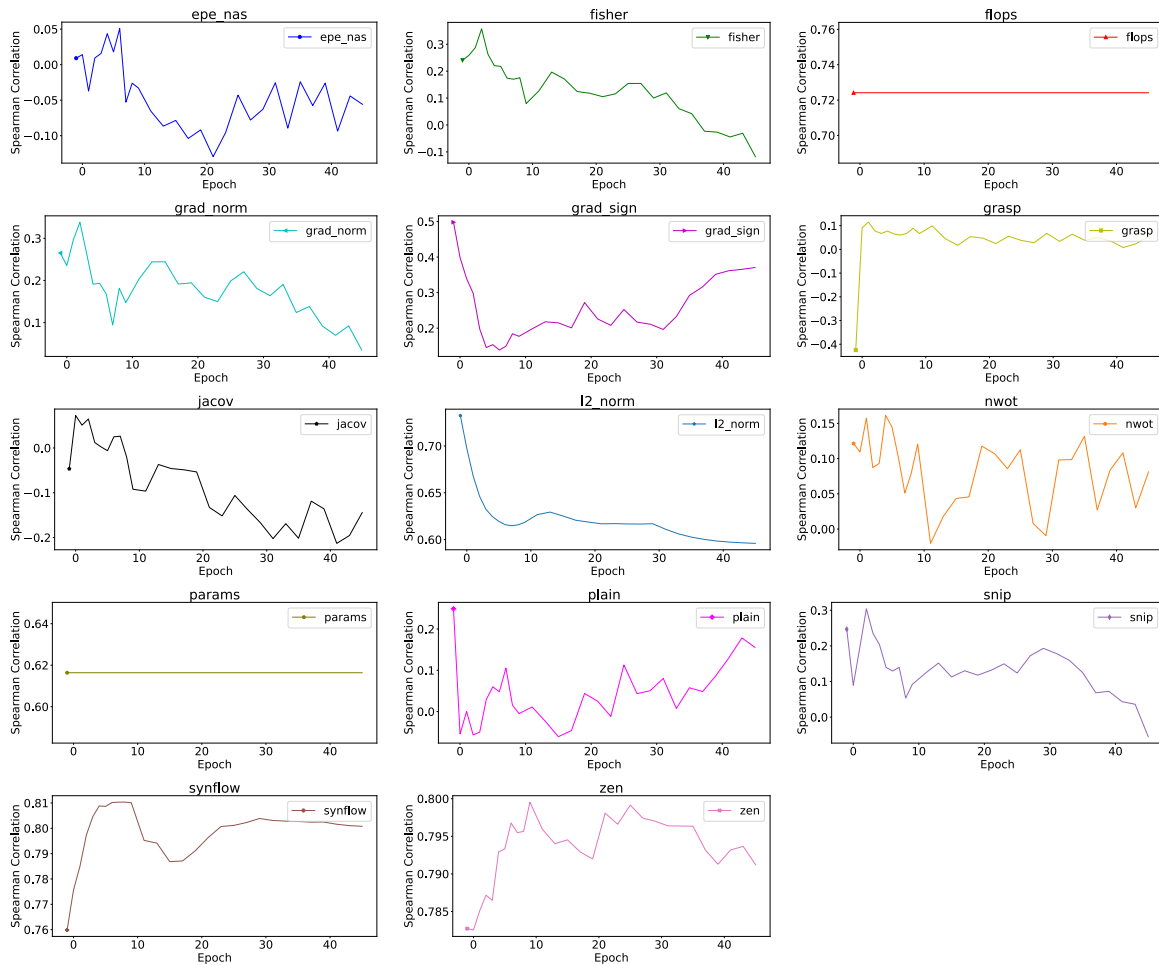 epe_nas
Spearman Correlation
0.05
0.00
−0.05
−0.10
0
10
20
30
40
Epoch
epe_nas
fisher
Spearman Correlation
0.3
0.2
0.1
0.0
−0.1
0
10
20
30
40
Epoch
fisher
flops
Spearman Correlation
0.76
0.74
0.72
0.70
0
10
20
30
40
Epoch
flops
grad_norm
Spearman Correlation
0.3
0.2
0.1
0
10
20
30
40
Epoch
grad_norm
grad_sign
Spearman Correlation
0.5
0.4
0.3
0.2
0
10
20
30
40
Epoch
grad_sign
grasp
Spearman Correlation
0.1
0.0
−0.1
−0.2
−0.3
−0.4
0
10
20
30
40
Epoch
grasp
jacov
Spearman Correlation
0.0
−0.1
−0.2
0
10
20
30
40
Epoch
jacov
l2_norm
Spearman Correlation
0.70
0.65
0.60
0
10
20
30
40
Epoch
l2_norm
nwot
Spearman Correlation
0.15
0.10
0.05
0.00
0
10
20
30
40
Epoch
nwot
params
Spearman Correlation
0.64
0.62
0.60
0
10
20
30
40
Epoch
params
plain
Spearman Correlation
0.2
0.1
0.0
0
10
20
30
40
Epoch
plain
snip
Spearman Correlation
0.3
0.2
0.1
0.0
0
10
20
30
40
Epoch
snip
synflow
Spearman Correlation
0.81
0.80
0.79
0.78
0.77
0.76
0
10
20
30
40
Epoch
synflow
zen
Spearman Correlation
0.800
0.795
0.790
0.785
0
10
20
30
40
Epoch
zen